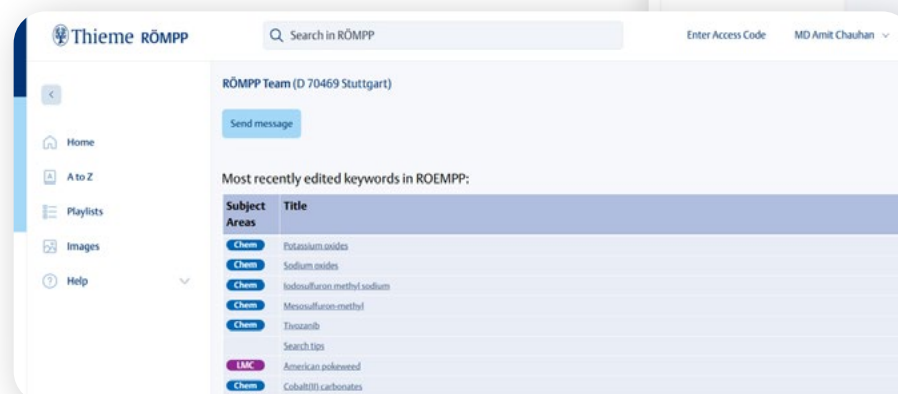 Thieme RÖMPP
Search in RÖMPP
Enter Access Code
MD Amit Chauhan
Home
A to Z
Playlists
Images
Help
RÖMPP Team (D 70469 Stuttgart)
Send message
Most recently edited keywords in ROEMPP:
Subject Areas Title
Chem Potassium oxides
Chem Sodium oxides
Chem Iodosulfuron methyl sodium
Chem Mesosulfuron-methyl
Chem Tivozanib
Search tips
LMC American pokeweed
Chem Cobalt(II) carbonates